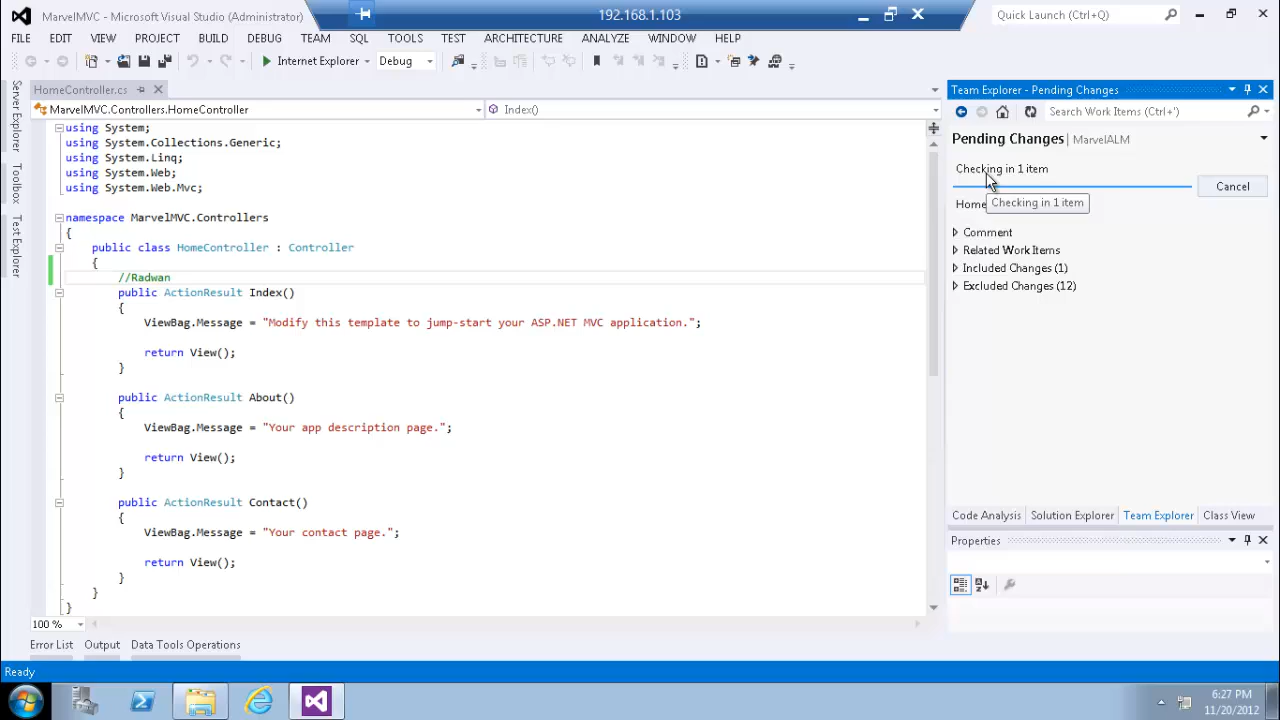 MarvelMVC - Microsoft Visual Studio (Administrator)
192.168.1.103
Quick Launch (Ctrl+Q)
FILE EDIT VIEW PROJECT BUILD DEBUG TEAM SQL TOOLS TEST ARCHITECTURE ANALYZE WINDOW HELP
Internet Explorer Debug
Server Explorer
Toolbox
Test Explorer
HomeController.cs
MarvelMVC.Controllers.HomeController
Index()
using System;
using System.Collections.Generic;
using System.Linq;
using System.Web;
using System.Web.Mvc;
namespace MarvelMVC.Controllers
{
public class HomeController : Controller
{
//Radwan
public ActionResult Index()
{
ViewBag.Message = "Modify this template to jump-start your ASP.NET MVC application.";
return View();
}
public ActionResult About()
{
ViewBag.Message = "Your app description page.";
return View();
}
public ActionResult Contact()
{
ViewBag.Message = "Your contact page.";
return View();
}
}
}
100 %
Team Explorer - Pending Changes
Search Work Items (Ctrl+')
Pending Changes | MarvelALM
Checking in 1 item
Cancel
Home
Checking in 1 item
Comment
Related Work Items
Included Changes (1)
Excluded Changes (12)
Code Analysis Solution Explorer Team Explorer Class View
Properties
Error List Output Data Tools Operations
Ready
6:27 PM
11/20/2012